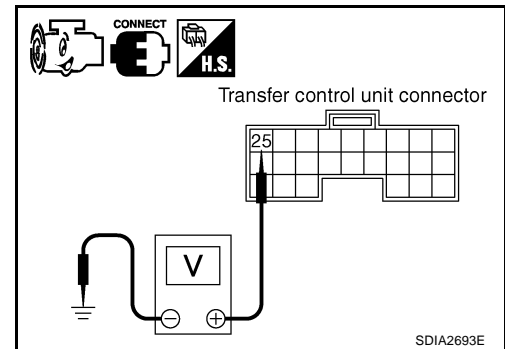 CONNECT
H.S.
Transfer control unit connector
25
V
− +
SDIA2693E